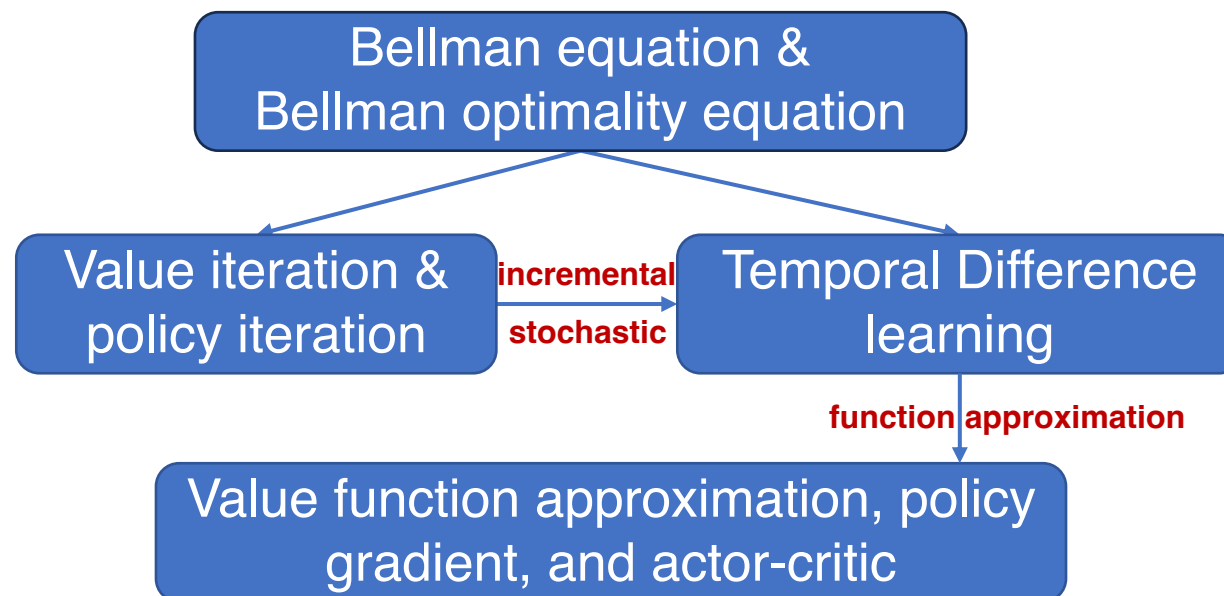 Bellman equation &
Bellman optimality equation
Value iteration &
policy iteration
incremental
stochastic
Temporal Difference
learning
function approximation
Value function approximation, policy
gradient, and actor-critic